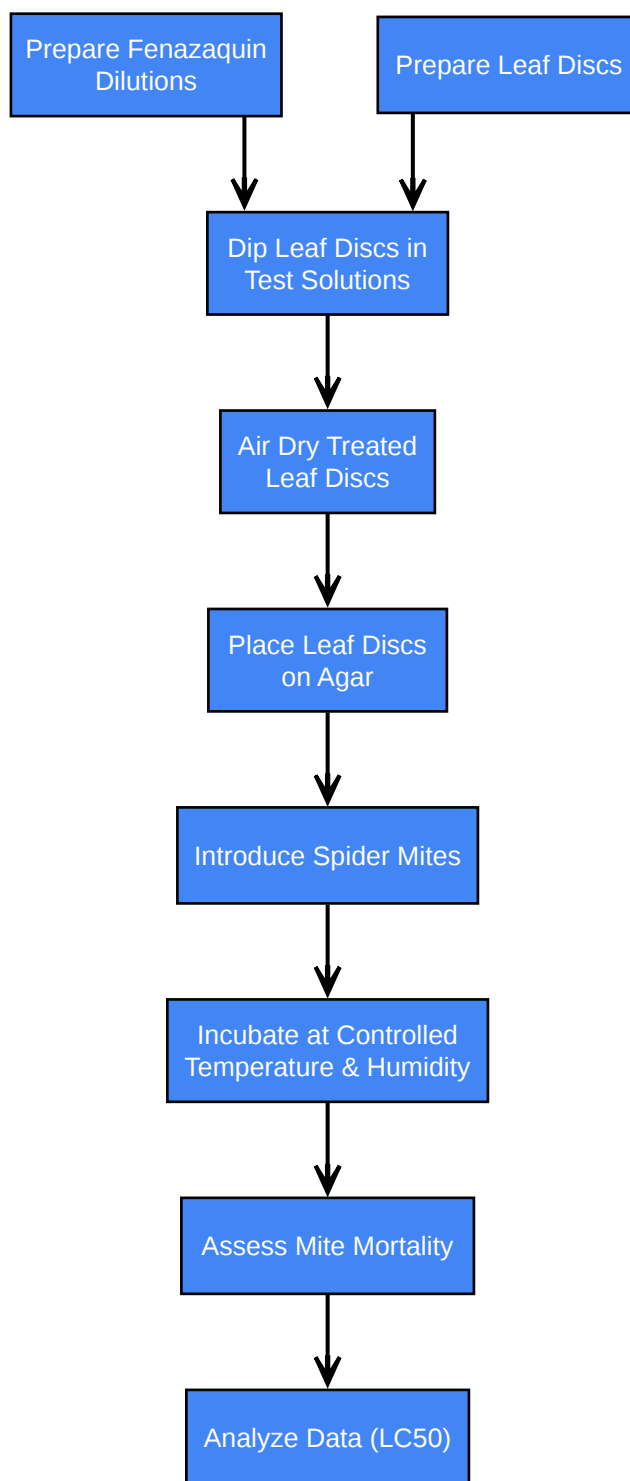 Prepare Fenazaquin
Dilutions
Prepare Leaf Discs
Dip Leaf Discs in
Test Solutions
Air Dry Treated
Leaf Discs
Place Leaf Discs
on Agar
Introduce Spider Mites
Incubate at Controlled
Temperature & Humidity
Assess Mite Mortality
Analyze Data (LC50)